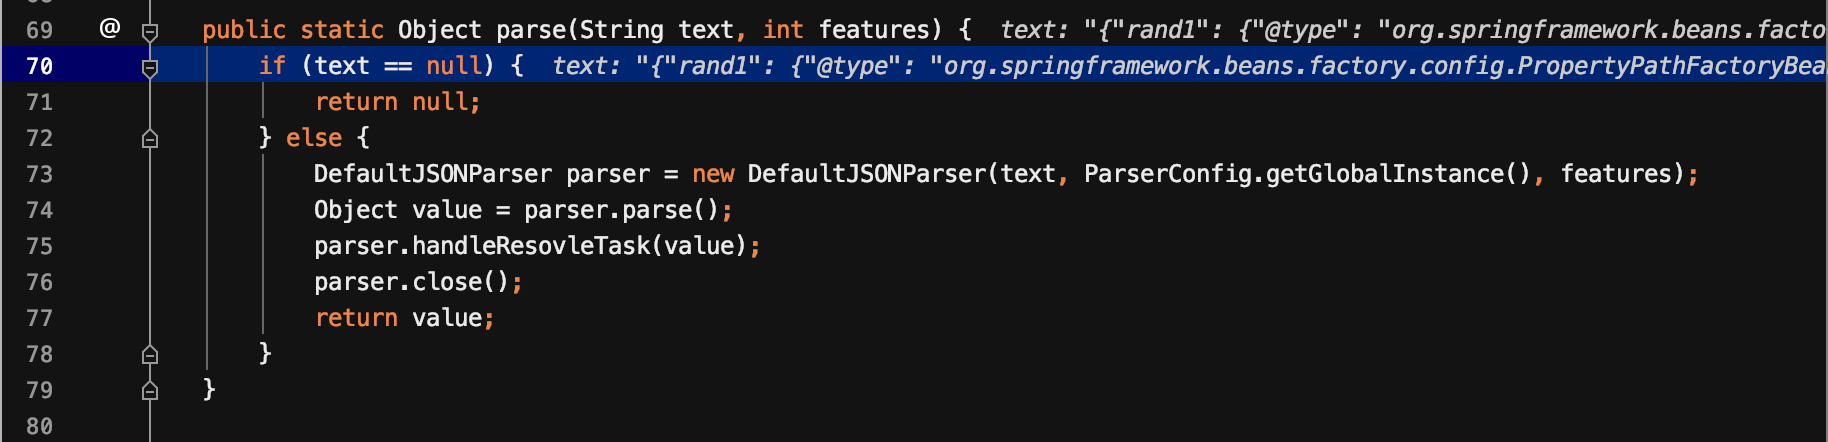 69 @ public static Object parse(String text, int features) { text: "{"rand1": {"@type": "org.springframework.beans.facto
70 if (text == null) { text: "{"rand1": {"@type": "org.springframework.beans.factory.config.PropertyPathFactoryBea
71 return null;
72 } else {
73 DefaultJSONParser parser = new DefaultJSONParser(text, ParserConfig.getGlobalInstance(), features);
74 Object value = parser.parse();
75 parser.handleResovleTask(value);
76 parser.close();
77 return value;
78 }
79 }
80